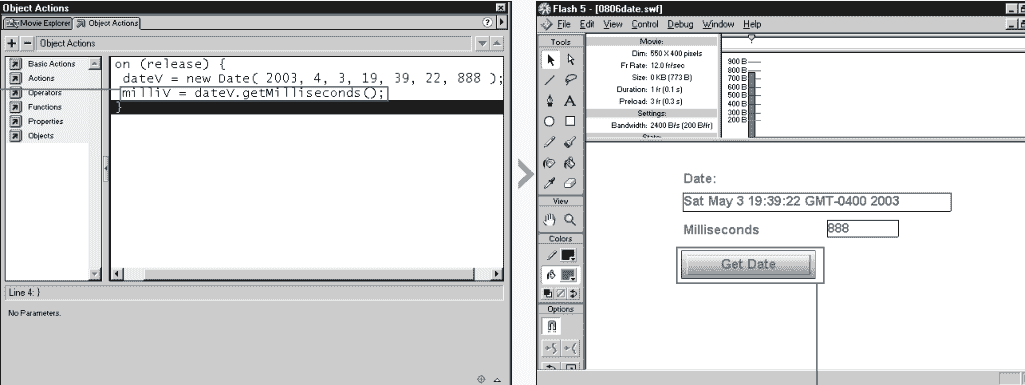 Object Actions
Movie Explorer
Object Actions
?
+ − Object Actions
Basic Actions
Actions
Operators
Functions
Properties
Objects
on (release) {
dateV = new Date( 2003, 4, 3, 19, 39, 22, 888 );
milliV = dateV.getMilliseconds();
}
Line 4: }
No Parameters.
Flash 5 - [0806date.swf]
File Edit View Control Debug Window Help
Tools
A
View
Colors
Options
Movie:
Dim: 550 X 400 pixels
Fr Rate: 12.0 fr/sec
Size: 0 KB (773 B)
Duration: 1 fr (0.1 s)
Preload: 3 fr (0.3 s)
Settings:
Bandwidth: 2400 B/s (200 B/fr)
State:
900 B
800 B
700 B
600 B
500 B
400 B
300 B
200 B
Date:
Sat May 3 19:39:22 GMT-0400 2003
Milliseconds 888
Get Date